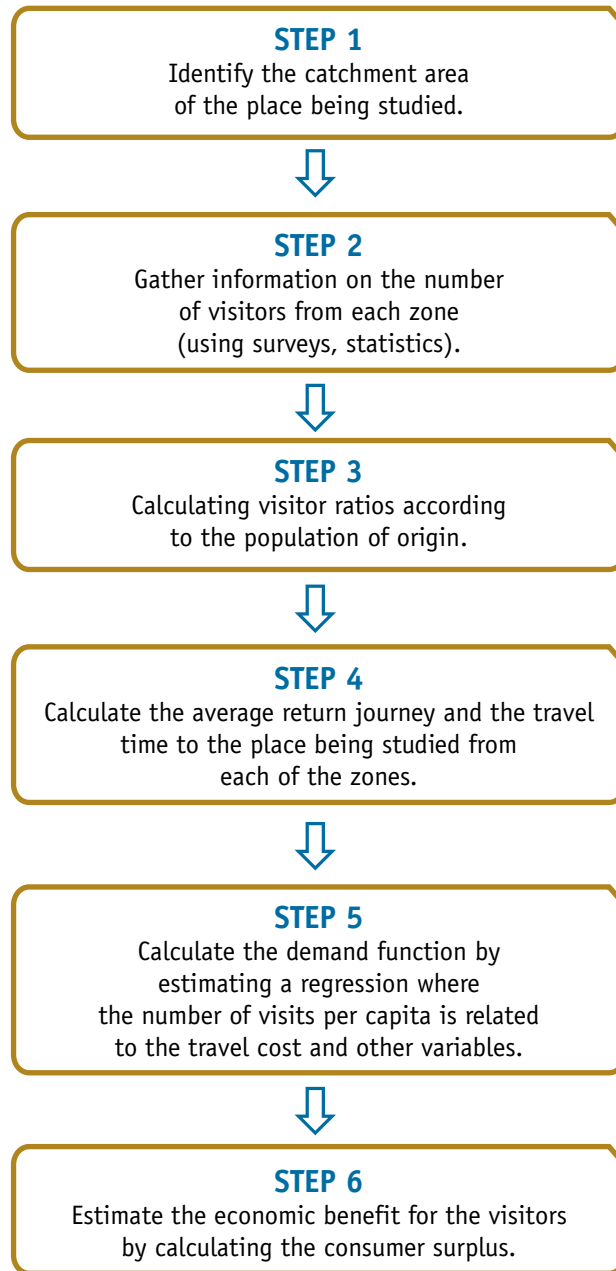 STEP 1
Identify the catchment area
of the place being studied.
STEP 2
Gather information on the number
of visitors from each zone
(using surveys, statistics).
STEP 3
Calculating visitor ratios according
to the population of origin.
STEP 4
Calculate the average return journey and the travel
time to the place being studied from
each of the zones.
STEP 5
Calculate the demand function by
estimating a regression where
the number of visits per capita is related
to the travel cost and other variables.
STEP 6
Estimate the economic benefit for the visitors
by calculating the consumer surplus.